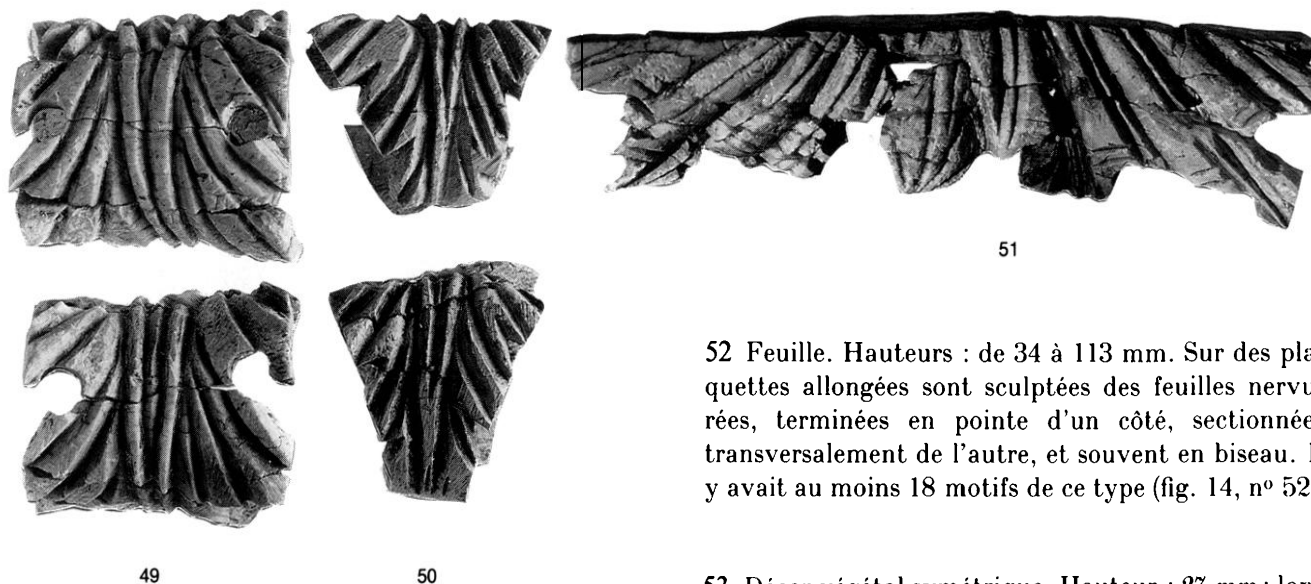 51
52 Feuille. Hauteurs : de 34 à 113 mm. Sur des pla
quettes allongées sont sculptées des feuilles nervu
rées, terminées en pointe d'un côté, sectionnée
transversalement de l'autre, et souvent en biseau. I
y avait au moins 18 motifs de ce type (fig. 14, nº 52
49
50